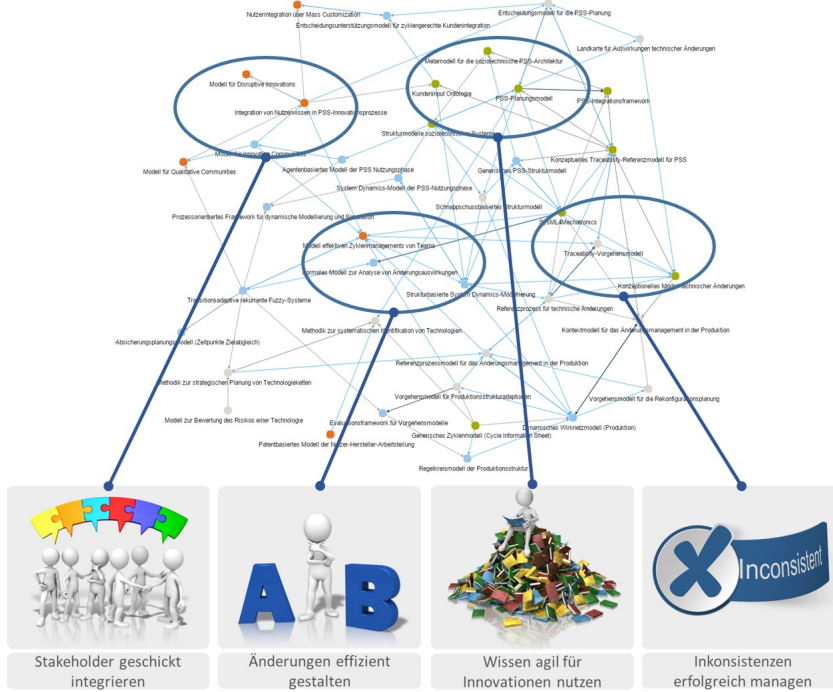 Nutzerintegration über Mass Customization
Entscheidungsmodell für die PSS-Planung
Entscheidungsunterstützungsmodell für zyklengerechte Kundenintegration
Landkarte für Auswirkungen technischer Änderungen
Metamodell für die soziotechnische PSS-Architektur
Modell für Disruptive Innovations
Kundeninput Ontologie
PSS-Planungsmodell
PSS-Integrationsframework
Integration von Nutzerwissen in PSS-Innovationsprozesse
Strukturmodelle soziotechnischer Systeme
Modell für Innovation Communities
Konzeptuelles Traceability-Referenzmodell für PSS
Modell für Qualitative Communities
Agentenbasiertes Modell der PSS Nutzungsphase
Generisches PSS-Strukturmodell
System Dynamics-Modell der PSS-Nutzungsphase
Schnappschussbasiertes Strukturmodell
Prozessorientiertes Framework für dynamische Modellierung und Simulation
SysML4Mechatronics
Modell effektiven Zyklenmanagements von Teams
Traceability-Vorgehensmodell
Formales Modell zur Analyse von Änderungsauswirkungen
Konzeptionelles Modell technischer Änderungen
Strukturbasierte System Dynamics-Modellierung
Transitionsadaptive rekurrente Fuzzy-Systeme
Referenzprozess für technische Änderungen
Kontextmodell für das Änderungsmanagement in der Produktion
Methodik zur systematischen Identifikation von Technologien
Absicherungsplanungsmodell (Zeitpunkte Zielabgleich)
Referenzprozessmodell für das Änderungsmanagement in der Produktion
Methodik zur strategischen Planung von Technologieketten
Vorgehensmodell für Produktionsstrukturadaptionen
Vorgehensmodell für die Rekonfigurationsplanung
Modell zur Bewertung des Risikos einer Technologie
Evaluationsframework für Vorgehensmodelle
Dynamisches Wirknetzmodell (Produktion)
Generisches Zyklenmodell (Cycle Information Sheet)
Patentbasiertes Modell der Nutzer-Hersteller-Arbeitsteilung
Regelkreismodell der Produktionsstruktur
A B
Inconsistent
Stakeholder geschickt
integrieren
Änderungen effizient
gestalten
Wissen agil für
Innovationen nutzen
Inkonsistenzen
erfolgreich managen